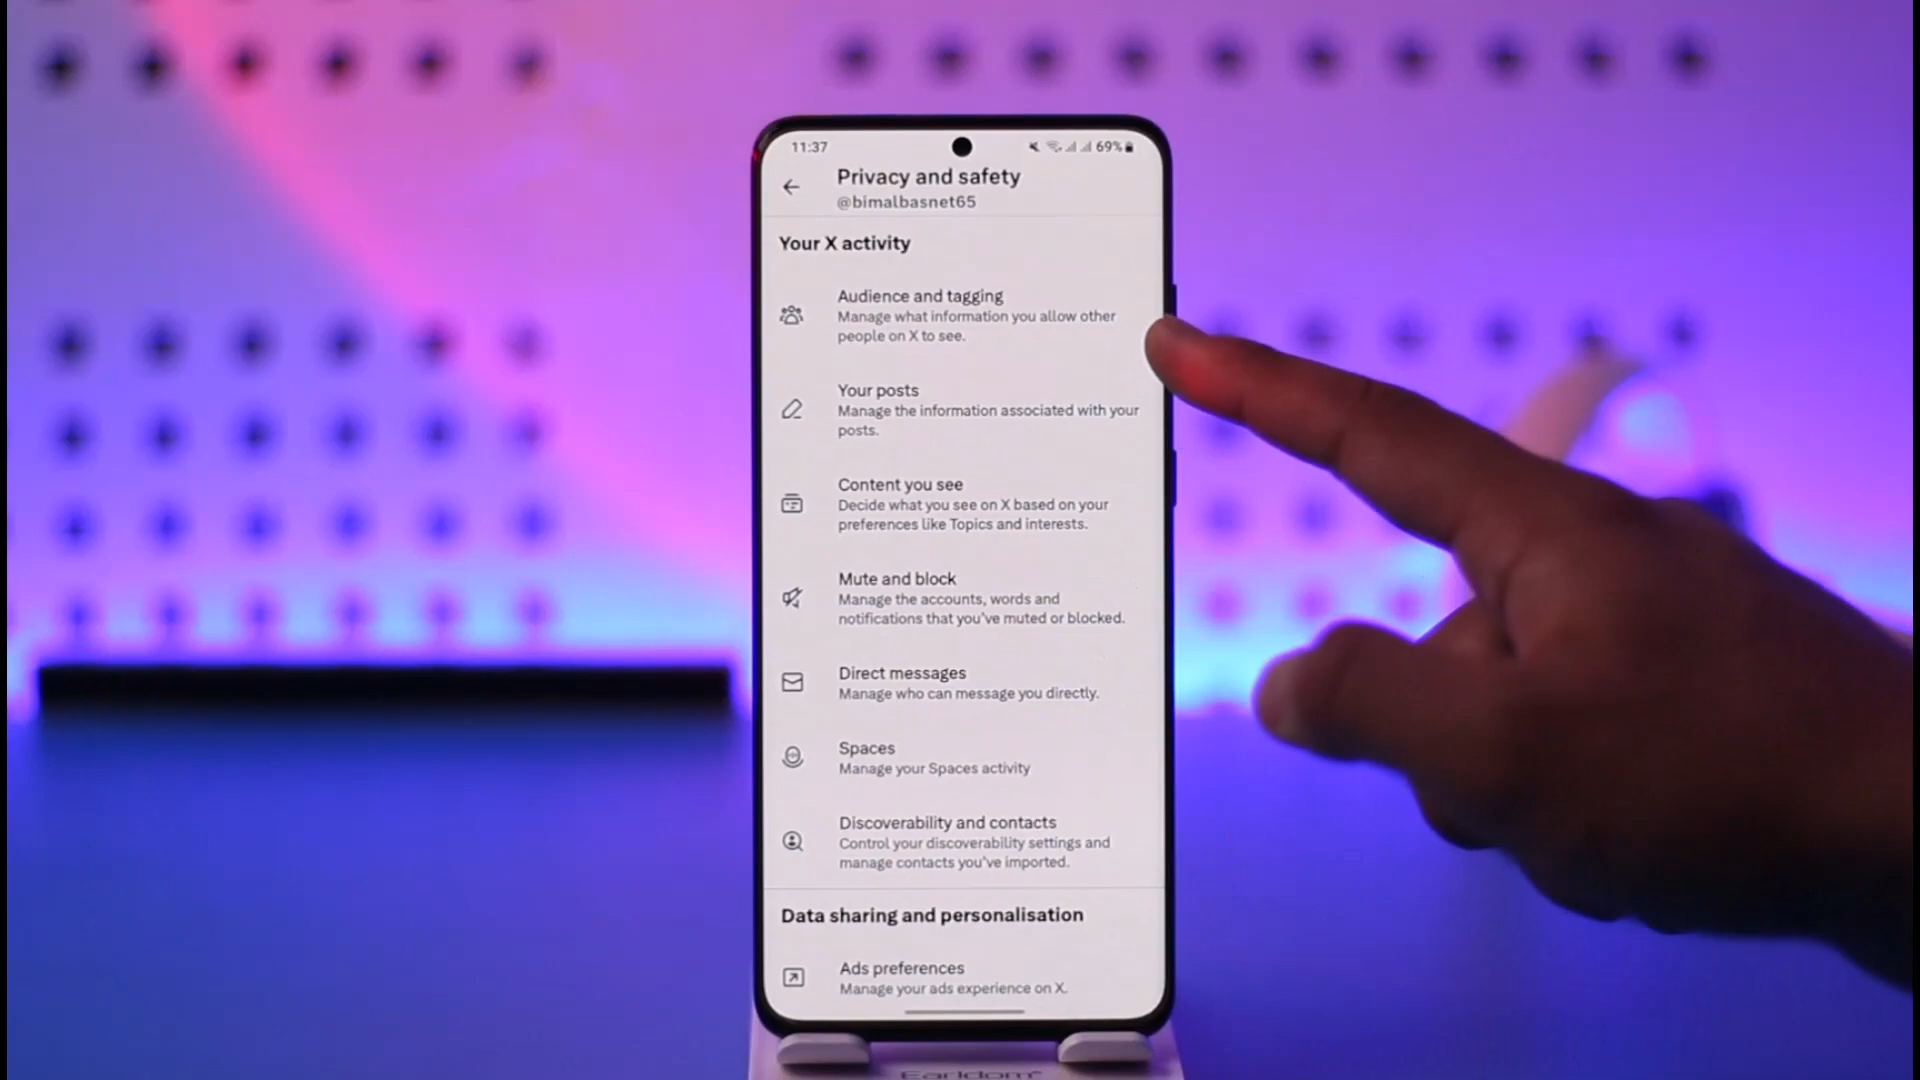 11:37
69%
Privacy and safety
@bimalbasnet65
Your X activity
Audience and tagging
Manage what information you allow other
people on X to see.
Your posts
Manage the information associated with your
posts.
Content you see
Decide what you see on X based on your
preferences like Topics and interests.
Mute and block
Manage the accounts, words and
notifications that you've muted or blocked.
Direct messages
Manage who can message you directly.
Spaces
Manage your Spaces activity
Discoverability and contacts
Control your discoverability settings and
manage contacts you've imported.
Data sharing and personalisation
Ads preferences
Manage your ads experience on X.
Earldom